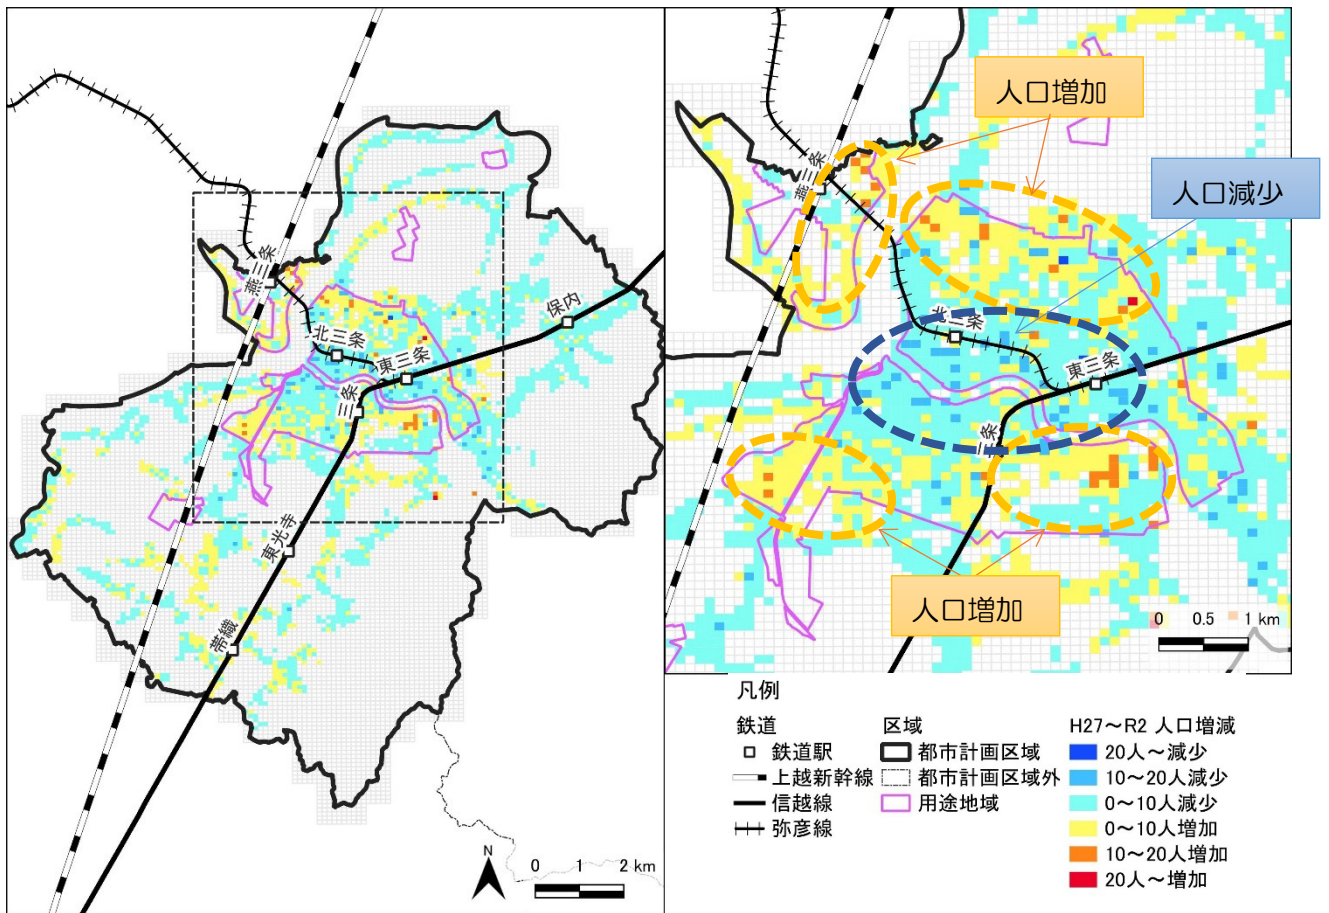 燕三条
北三条
東三条
保内
三条
東光寺
帯織
N
0 1 2 km
人口増加
人口減少
燕三条
北三条
東三条
三条
人口増加
0 0.5 1 km
凡例
鉄道
鉄道駅
上越新幹線
信越線
弥彦線
区域
都市計画区域
都市計画区域外
用途地域
H27～R2 人口増減
20人～減少
10～20人減少
0～10人減少
0～10人増加
10～20人増加
20人～増加